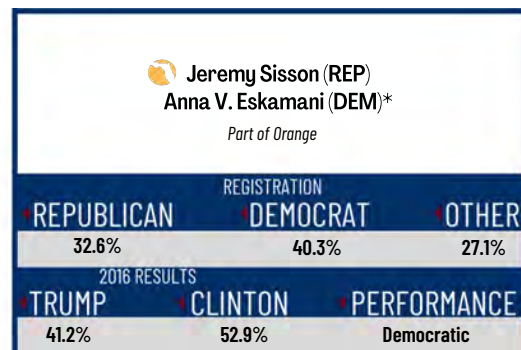 Jeremy Sisson (REP)
Anna V. Eskamani (DEM)*
Part of Orange
REGISTRATION
REPUBLICAN DEMOCRAT OTHER
32.6% 40.3% 27.1%
2016 RESULTS
TRUMP CLINTON PERFORMANCE
41.2% 52.9% Democratic